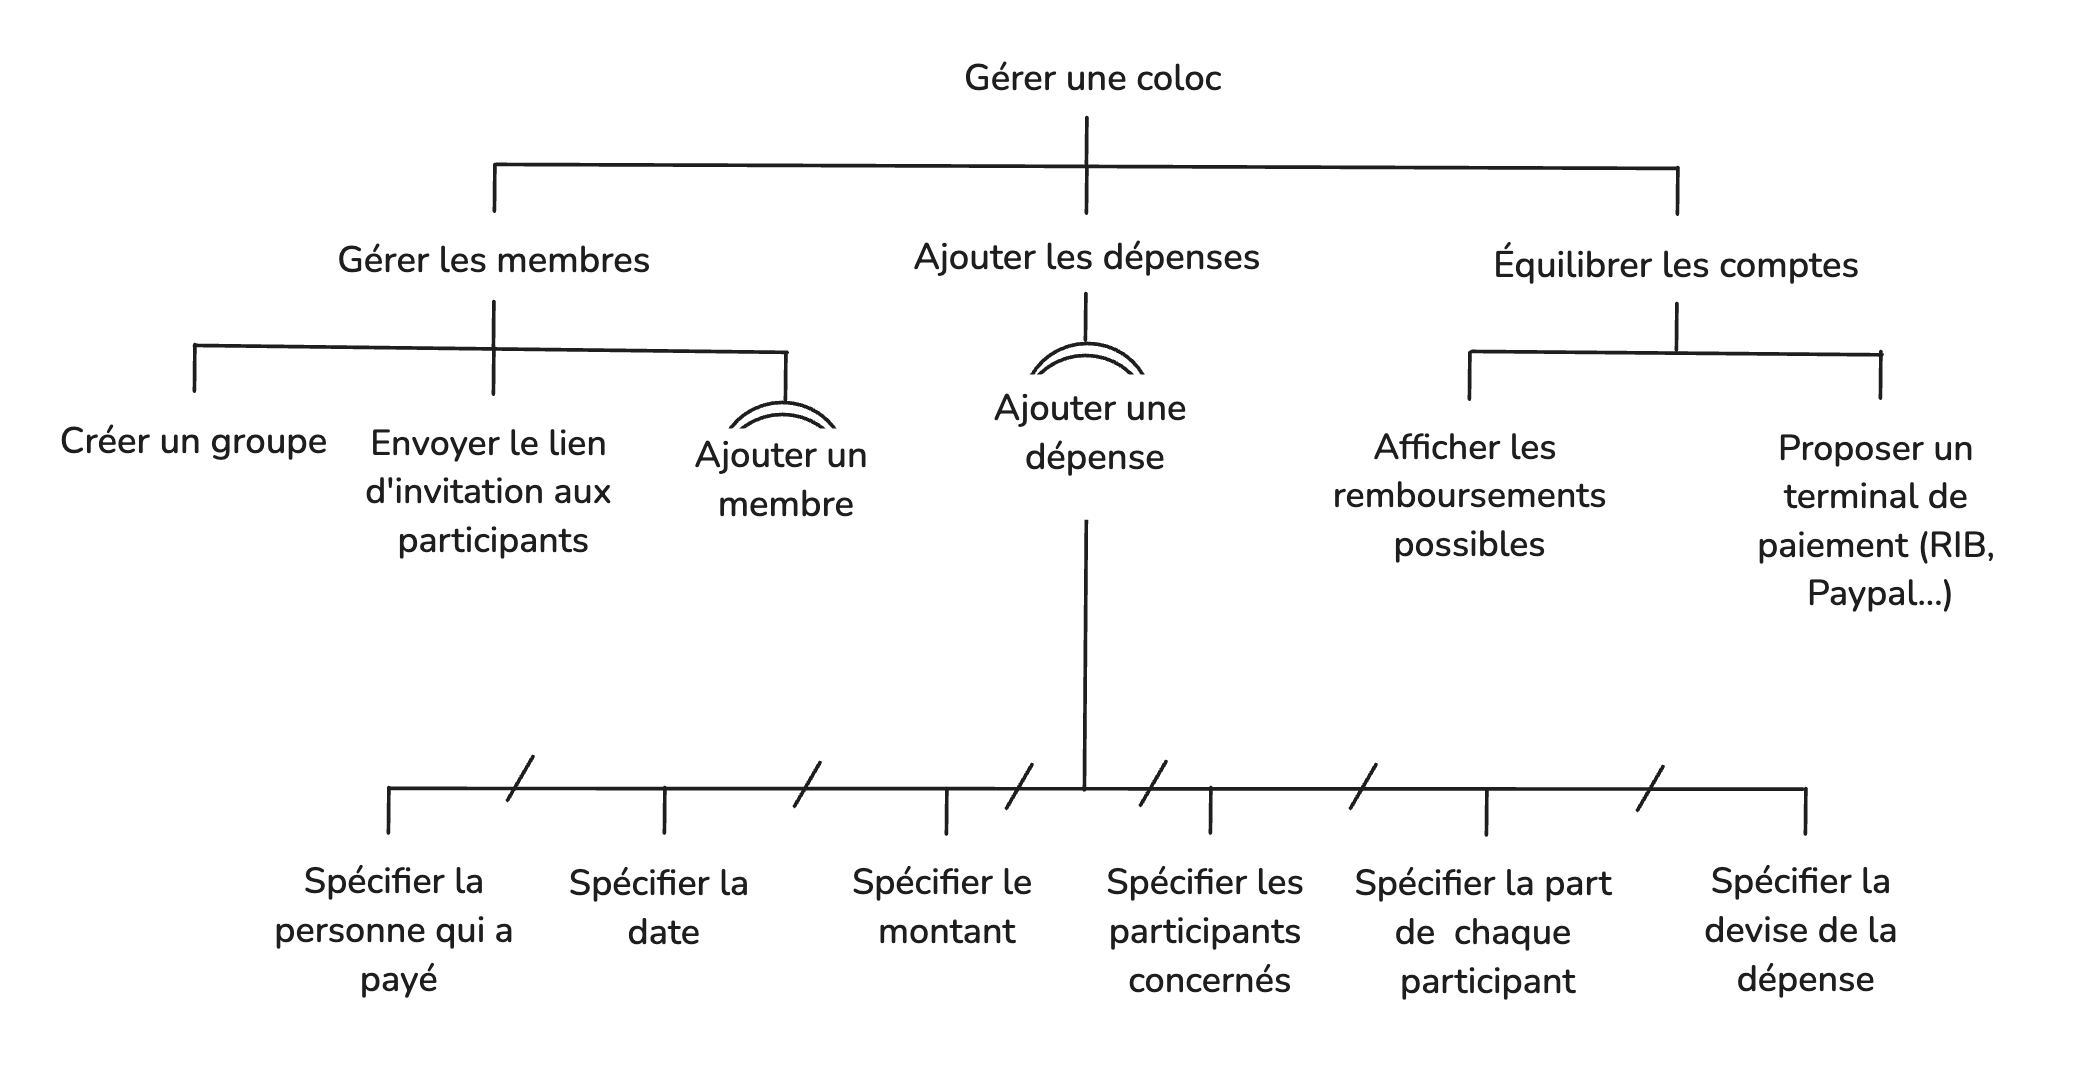 Gérer une coloc
Gérer les membres
Ajouter les dépenses
Équilibrer les comptes
Créer un groupe
Envoyer le lien
d'invitation aux
participants
Ajouter un
membre
Ajouter une
dépense
Afficher les
remboursements
possibles
Proposer un
terminal de
paiement (RIB,
Paypal...)
Spécifier la
personne qui a
payé
Spécifier la
date
Spécifier le
montant
Spécifier les
participants
concernés
Spécifier la part
de chaque
participant
Spécifier la
devise de la
dépense